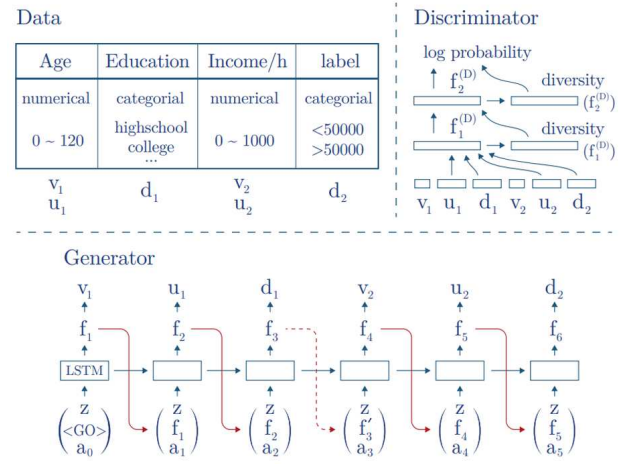 Data
Age Education Income/h label
numerical categorial numerical categorial
0 ~ 120 highschool college ... 0 ~ 1000 <50000 >50000
v₁ d₁ v₂ d₂
u₁ u₂
Discriminator
log probability
f₂⁽ᴰ⁾ diversity
(f₂⁽ᴰ⁾)
f₁⁽ᴰ⁾ diversity
(f₁⁽ᴰ⁾)
v₁ u₁ d₁ v₂ u₂ d₂
Generator
v₁ u₁ d₁ v₂ u₂ d₂
f₁ f₂ f₃ f₄ f₅ f₆
LSTM
z z z z z z
<GO> f₁ f₂ f₃′ f₄ f₅
a₀ a₁ a₂ a₃ a₄ a₅